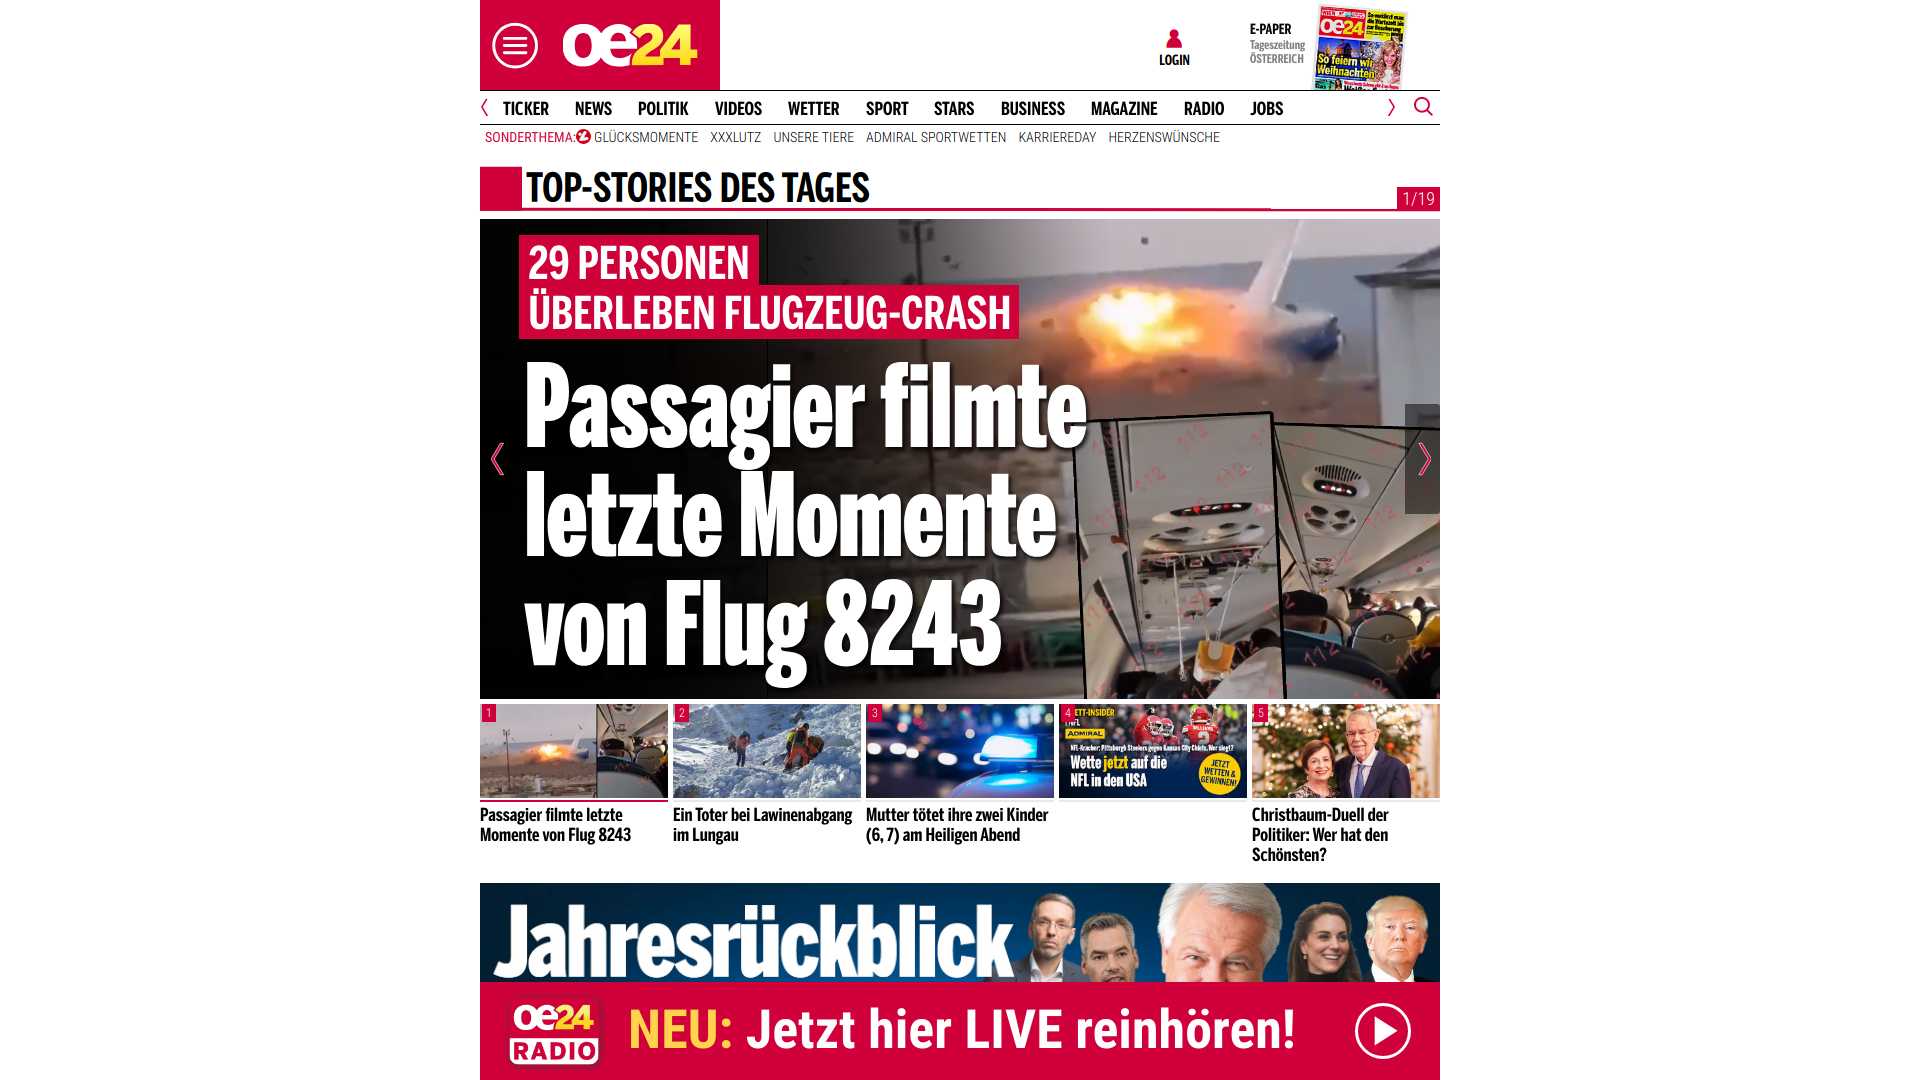 oe24
LOGIN
E-PAPER
Tageszeitung
ÖSTERREICH
oe24
So feiern wir
Weihnachten
TICKER NEWS POLITIK VIDEOS WETTER SPORT STARS BUSINESS MAGAZINE RADIO JOBS
SONDERTHEMA: GLÜCKSMOMENTE XXXLUTZ UNSERE TIERE ADMIRAL SPORTWETTEN KARRIEREDAY HERZENSWÜNSCHE
TOP-STORIES DES TAGES
1/19
29 PERSONEN
ÜBERLEBEN FLUGZEUG-CRASH
Passagier filmte
letzte Momente
von Flug 8243
112
1
2
3
4
5
ETT-INSIDER
NFL
ADMIRAL
NFL-Kracher: Pittsburgh Steelers gegen Kansas City Chiefs. Wer siegt?
Wette jetzt auf die
NFL in den USA
JETZT
WETTEN &
GEWINNEN!
Passagier filmte letzte
Momente von Flug 8243
Ein Toter bei Lawinenabgang
im Lungau
Mutter tötet ihre zwei Kinder
(6, 7) am Heiligen Abend
Christbaum-Duell der
Politiker: Wer hat den
Schönsten?
Jahresrückblick
oe24
RADIO
NEU: Jetzt hier LIVE reinhören!